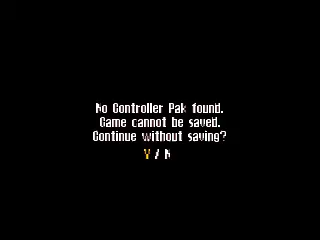 No Controller Pak found.
Game cannot be saved.
Continue without saving?
Y / N